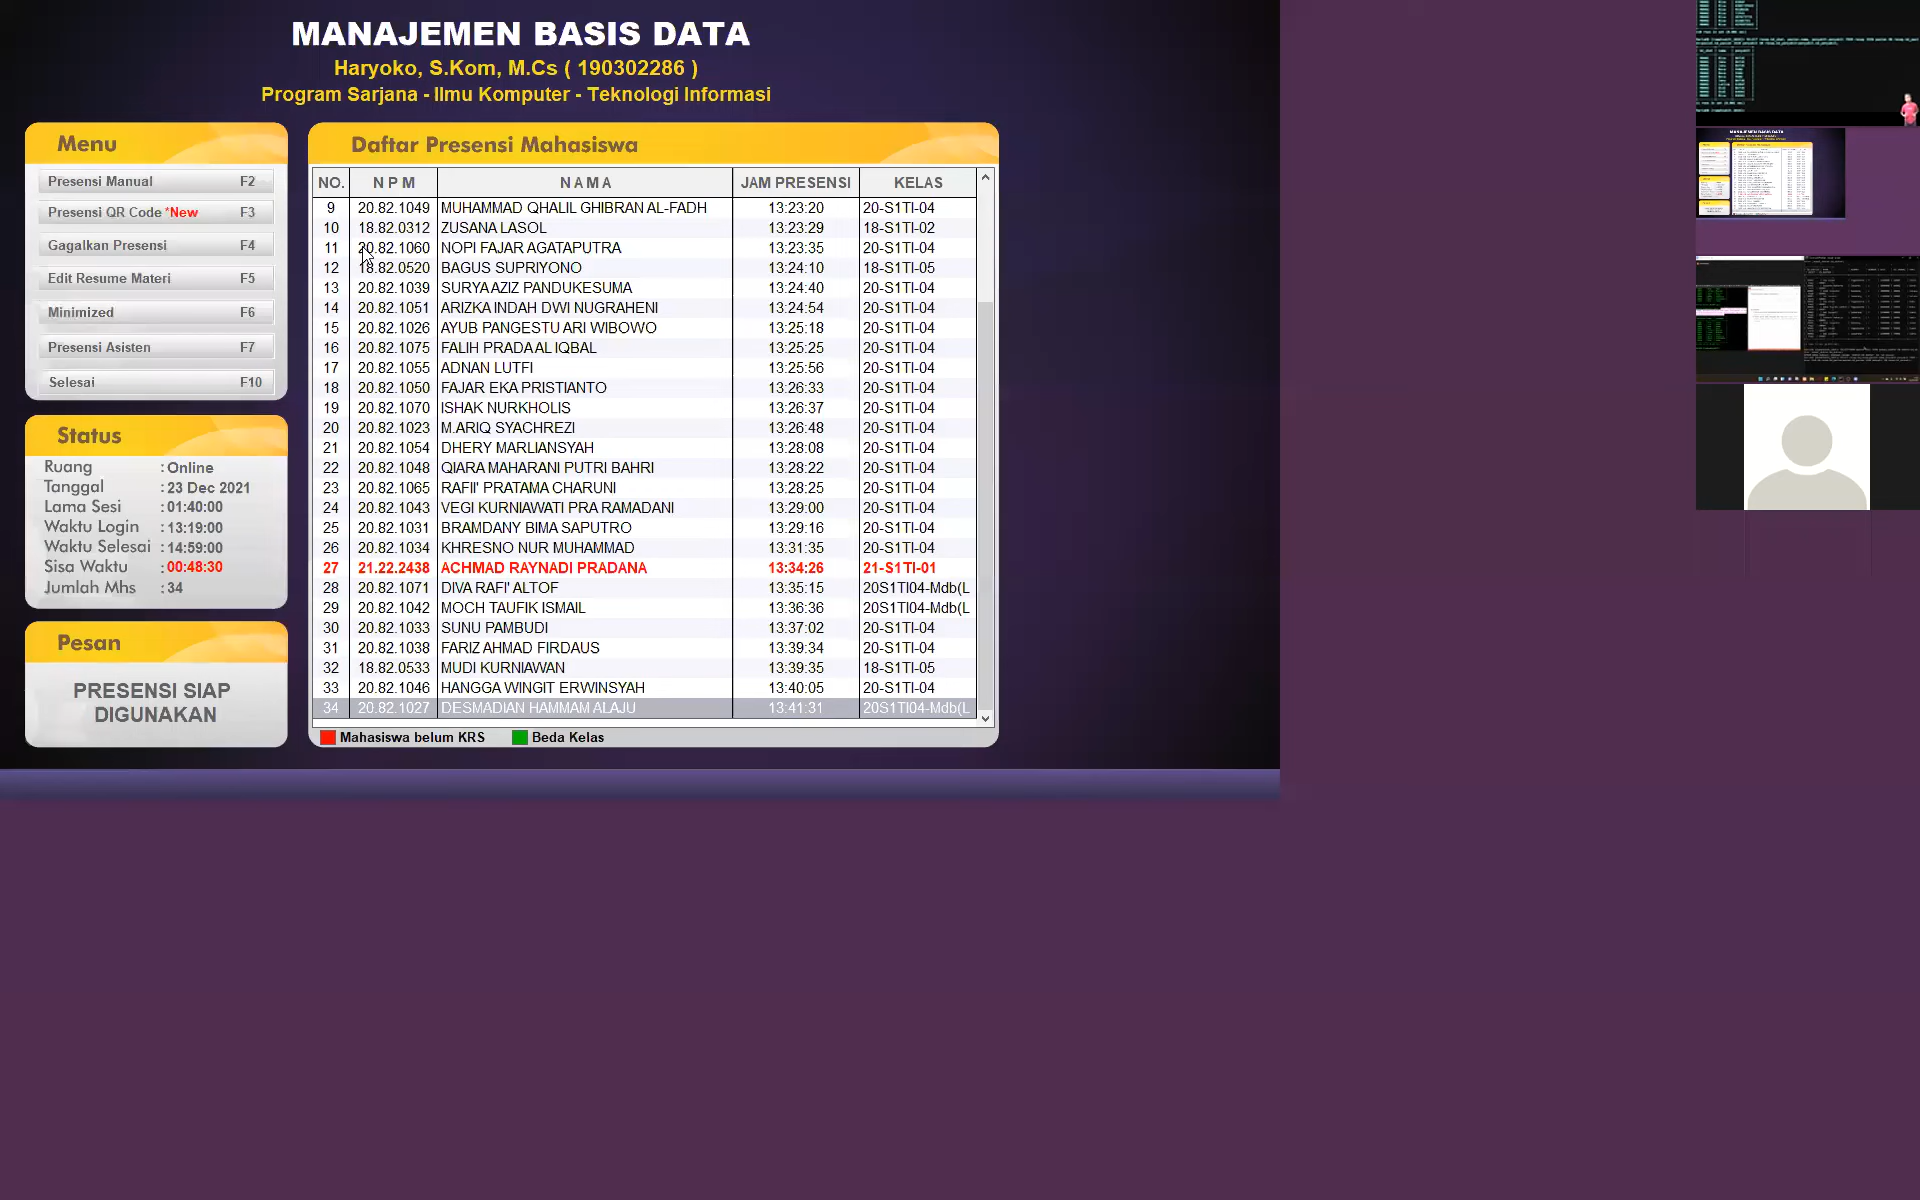 MANAJEMEN BASIS DATA
Haryoko, S.Kom, M.Cs ( 190302286 )
Program Sarjana - Ilmu Komputer - Teknologi Informasi
Menu
Presensi Manual F2
Presensi QR Code *New F3
Gagalkan Presensi F4
Edit Resume Materi F5
Minimized F6
Presensi Asisten F7
Selesai F10
Status
Ruang : Online
Tanggal : 23 Dec 2021
Lama Sesi : 01:40:00
Waktu Login : 13:19:00
Waktu Selesai : 14:59:00
Sisa Waktu : 00:48:30
Jumlah Mhs : 34
Pesan
PRESENSI SIAP
DIGUNAKAN
Daftar Presensi Mahasiswa
NO. N P M N A M A JAM PRESENSI KELAS
9 20.82.1049 MUHAMMAD QHALIL GHIBRAN AL-FADH 13:23:20 20-S1TI-04
10 18.82.0312 ZUSANA LASOL 13:23:29 18-S1TI-02
11 20.82.1060 NOPI FAJAR AGATAPUTRA 13:23:35 20-S1TI-04
12 18.82.0520 BAGUS SUPRIYONO 13:24:10 18-S1TI-05
13 20.82.1039 SURYA AZIZ PANDUKESUMA 13:24:40 20-S1TI-04
14 20.82.1051 ARIZKA INDAH DWI NUGRAHENI 13:24:54 20-S1TI-04
15 20.82.1026 AYUB PANGESTU ARI WIBOWO 13:25:18 20-S1TI-04
16 20.82.1075 FALIH PRADA AL IQBAL 13:25:25 20-S1TI-04
17 20.82.1055 ADNAN LUTFI 13:25:56 20-S1TI-04
18 20.82.1050 FAJAR EKA PRISTIANTO 13:26:33 20-S1TI-04
19 20.82.1070 ISHAK NURKHOLIS 13:26:37 20-S1TI-04
20 20.82.1023 M.ARIQ SYACHREZI 13:26:48 20-S1TI-04
21 20.82.1054 DHERY MARLIANSYAH 13:28:08 20-S1TI-04
22 20.82.1048 QIARA MAHARANI PUTRI BAHRI 13:28:22 20-S1TI-04
23 20.82.1065 RAFII' PRATAMA CHARUNI 13:28:25 20-S1TI-04
24 20.82.1043 VEGI KURNIAWATI PRA RAMADANI 13:29:00 20-S1TI-04
25 20.82.1031 BRAMDANY BIMA SAPUTRO 13:29:16 20-S1TI-04
26 20.82.1034 KHRESNO NUR MUHAMMAD 13:31:35 20-S1TI-04
27 21.22.2438 ACHMAD RAYNADI PRADANA 13:34:26 21-S1TI-01
28 20.82.1071 DIVA RAFI' ALTOF 13:35:15 20S1TI04-Mdb(L
29 20.82.1042 MOCH TAUFIK ISMAIL 13:36:36 20S1TI04-Mdb(L
30 20.82.1033 SUNU PAMBUDI 13:37:02 20-S1TI-04
31 20.82.1038 FARIZ AHMAD FIRDAUS 13:39:34 20-S1TI-04
32 18.82.0533 MUDI KURNIAWAN 13:39:35 18-S1TI-05
33 20.82.1046 HANGGA WINGIT ERWINSYAH 13:40:05 20-S1TI-04
34 20.82.1027 DESMADIAN HAMMAM ALAJU 13:41:31 20S1TI04-Mdb(L
Mahasiswa belum KRS Beda Kelas
MANAJEMEN BASIS DATA